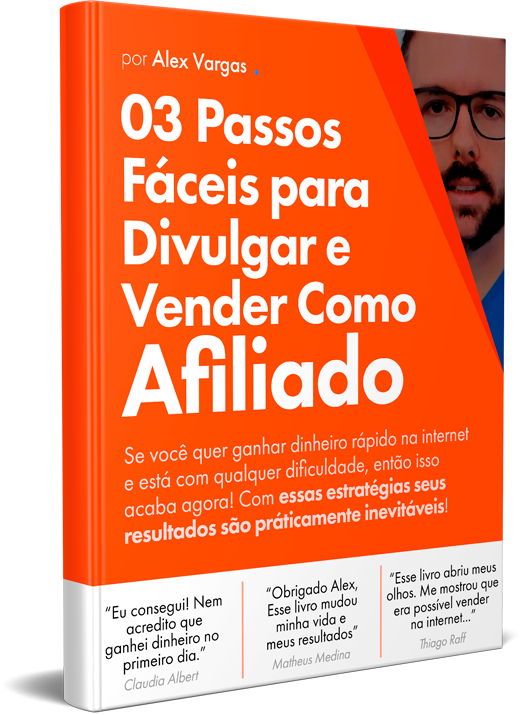 por Alex Vargas
03 Passos
Fáceis para
Divulgar e
Vender Como
Afiliado
Se você quer ganhar dinheiro rápido na internet
e está com qualquer dificuldade, então isso
acaba agora! Com essas estratégias seus
resultados são práticamente inevitáveis!
“Eu consegui! Nem
acredito que
ganhei dinheiro no
primeiro dia.”
Claudia Albert
“Obrigado Alex,
Esse livro mudou
minha vida e
meus resultados”
Matheus Medina
“Esse livro abriu meus
olhos. Me mostrou que
era possível vender
na internet...”
Thiago Raff